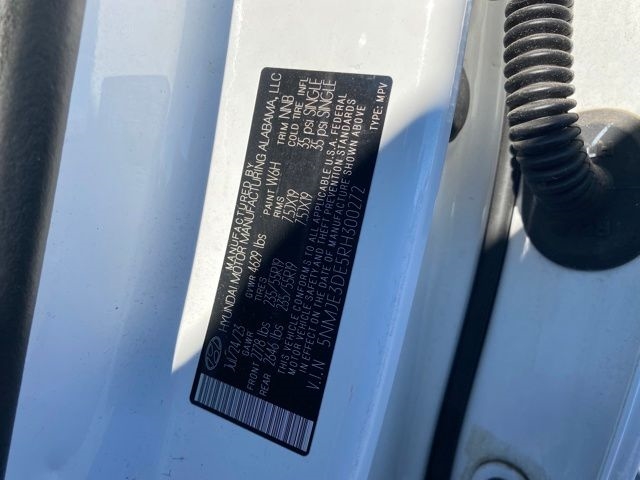 MANUFACTURED BY
HYUNDAI MOTOR MANUFACTURING ALABAMA, LLC
JUL/24/23 GVWR 4629 lbs PAINT W6H TRIM NNB
GAWR TIRES RIMS COLD TIRE INFL
FRONT 2778 lbs 235/55R19 7.5JX19 35 psi SINGLE
REAR 2646 lbs 235/55R19 7.5JX19 35 psi SINGLE
THIS VEHICLE CONFORMS TO ALL APPLICABLE U.S.A. FEDERAL
MOTOR VEHICLE SAFETY AND THEFT PREVENTION STANDARDS
IN EFFECT ON THE DATE OF MANUFACTURE SHOWN ABOVE
V.I.N 5NMJE3DE5RH300272 TYPE: MPV